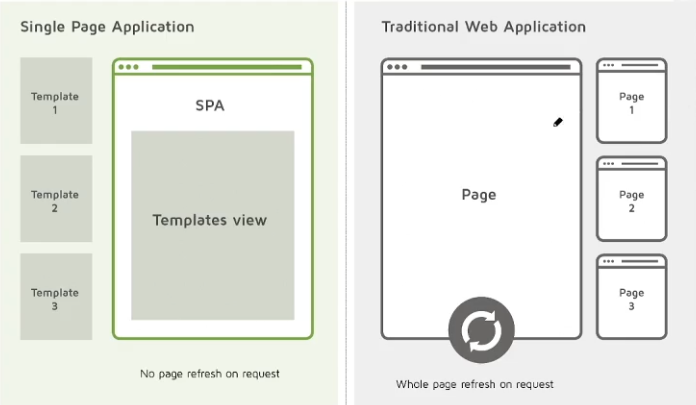 Single Page Application
Template
1
Template
2
Template
3
SPA
Templates view
No page refresh on request
Traditional Web Application
Page
Page
1
Page
2
Page
3
Whole page refresh on request